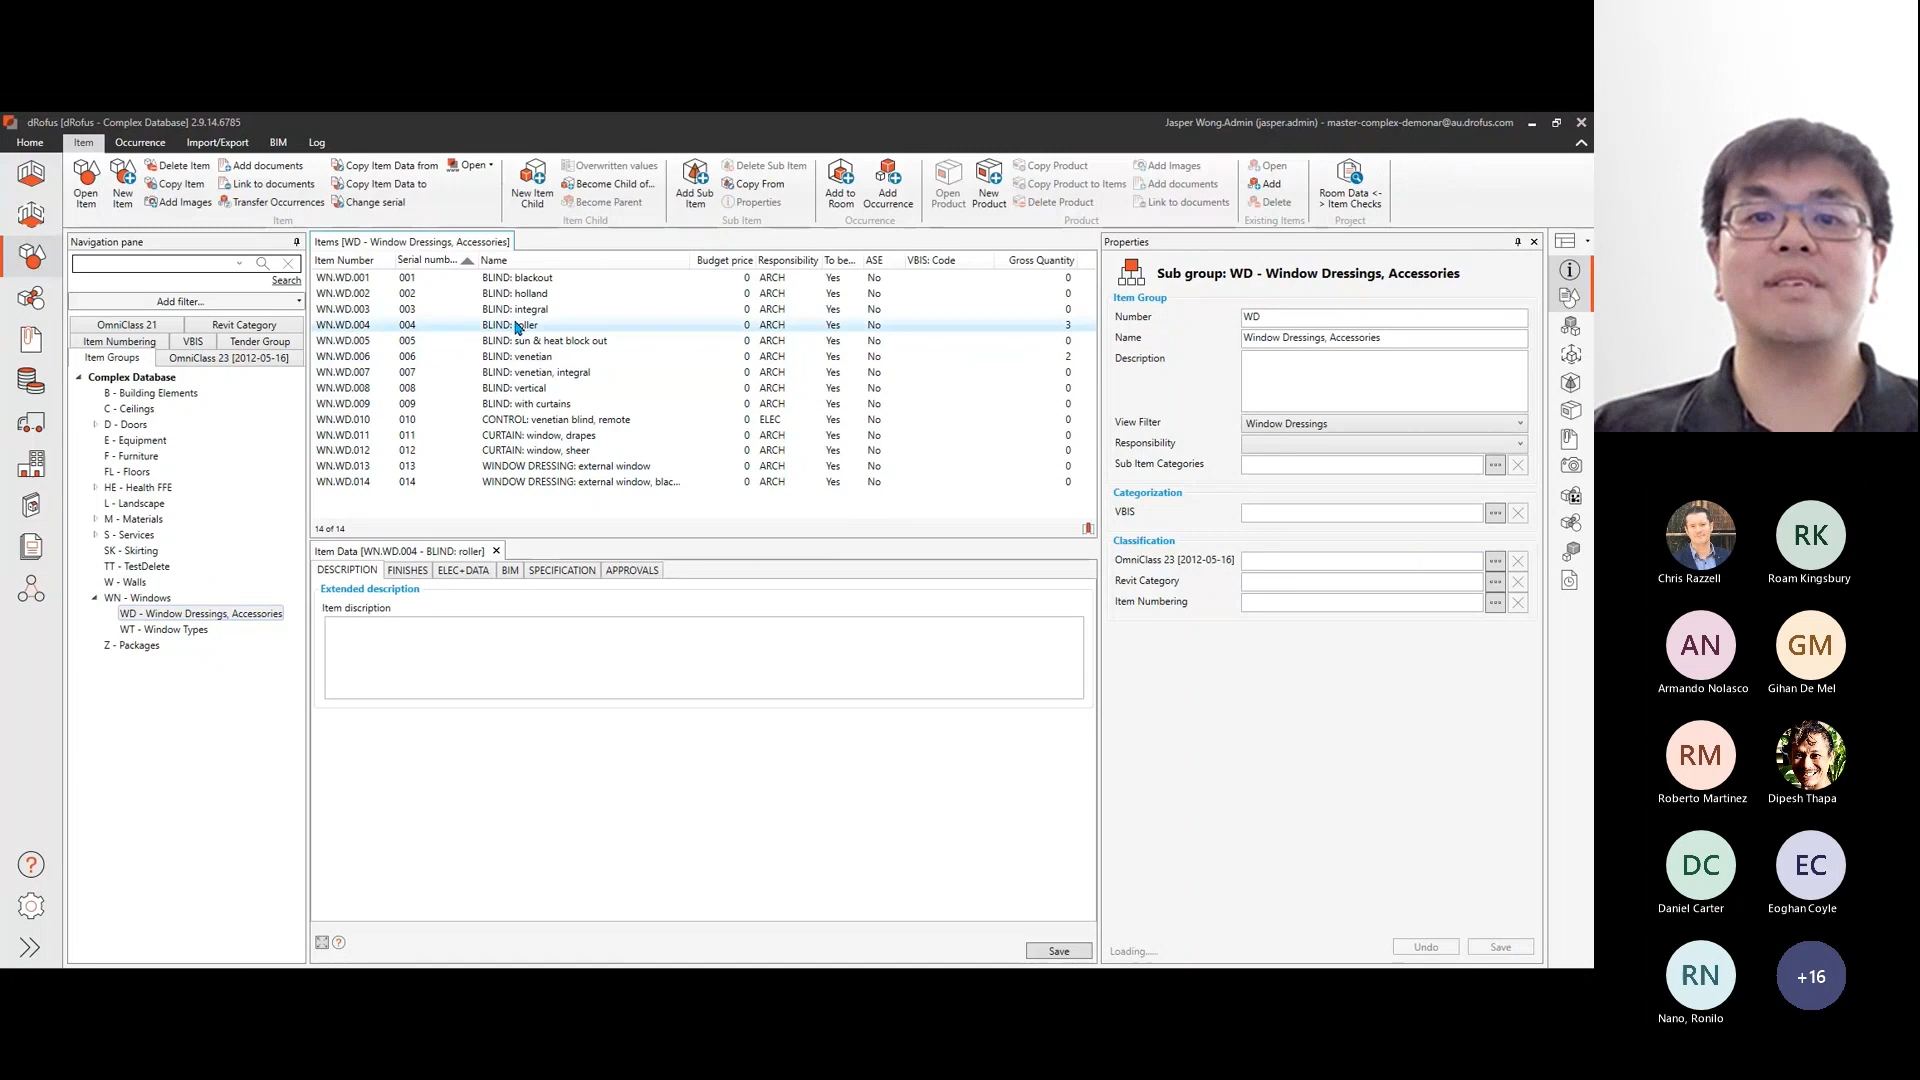 dRofus [dRofus - Complex Database] 2.9.14.6785
Jasper Wong.Admin (jasper.admin) - master-complex-demonar@au.drofus.com
Home Item Occurrence Import/Export BIM Log
Open Item
New Item
Delete Item
Copy Item
Add Images
Add documents
Link to documents
Transfer Occurrences
Copy Item Data from
Copy Item Data to
Change serial
Open
Item
New Item Child
Overwritten values
Become Child of...
Become Parent
Item Child
Add Sub Item
Delete Sub Item
Copy From
Properties
Sub Item
Add to Room
Add Occurrence
Occurrence
Open Product
New Product
Copy Product
Copy Product to Items
Delete Product
Add Images
Add documents
Link to documents
Product
Open
Add
Delete
Existing Items
Room Data <-> Item Checks
Project
Navigation pane
Search
Add filter...
OmniClass 21 Revit Category
Item Numbering VBIS Tender Group
Item Groups OmniClass 23 [2012-05-16]
Complex Database
B - Building Elements
C - Ceilings
D - Doors
E - Equipment
F - Furniture
FL - Floors
HE - Health FFE
L - Landscape
M - Materials
S - Services
SK - Skirting
TT - TestDelete
W - Walls
WN - Windows
WD - Window Dressings, Accessories
WT - Window Types
Z - Packages
Items [WD - Window Dressings, Accessories]
Item Number Serial numb... Name Budget price Responsibility To be... ASE VBIS: Code Gross Quantity
WN.WD.001 001 BLIND: blackout 0 ARCH Yes No 0
WN.WD.002 002 BLIND: holland 0 ARCH Yes No 0
WN.WD.003 003 BLIND: integral 0 ARCH Yes No 0
WN.WD.004 004 BLIND: roller 0 ARCH Yes No 3
WN.WD.005 005 BLIND: sun & heat block out 0 ARCH Yes No 0
WN.WD.006 006 BLIND: venetian 0 ARCH Yes No 2
WN.WD.007 007 BLIND: venetian, integral 0 ARCH Yes No 0
WN.WD.008 008 BLIND: vertical 0 ARCH Yes No 0
WN.WD.009 009 BLIND: with curtains 0 ARCH Yes No 0
WN.WD.010 010 CONTROL: venetian blind, remote 0 ELEC Yes No 0
WN.WD.011 011 CURTAIN: window, drapes 0 ARCH Yes No 0
WN.WD.012 012 CURTAIN: window, sheer 0 ARCH Yes No 0
WN.WD.013 013 WINDOW DRESSING: external window 0 ARCH Yes No 0
WN.WD.014 014 WINDOW DRESSING: external window, blac... 0 ARCH Yes No 0
14 of 14
Item Data [WN.WD.004 - BLIND: roller]
DESCRIPTION FINISHES ELEC+DATA BIM SPECIFICATION APPROVALS
Extended description
Item discription
Save
Properties
Sub group: WD - Window Dressings, Accessories
Item Group
Number WD
Name Window Dressings, Accessories
Description
View Filter Window Dressings
Responsibility
Sub Item Categories
Categorization
VBIS
Classification
OmniClass 23 [2012-05-16]
Revit Category
Item Numbering
Loading.....
Undo Save
RK
Chris Razzell Roam Kingsbury
AN GM
Armando Nolasco Gihan De Mel
RM
Roberto Martinez Dipesh Thapa
DC EC
Daniel Carter Eoghan Coyle
RN +16
Nano, Ronilo